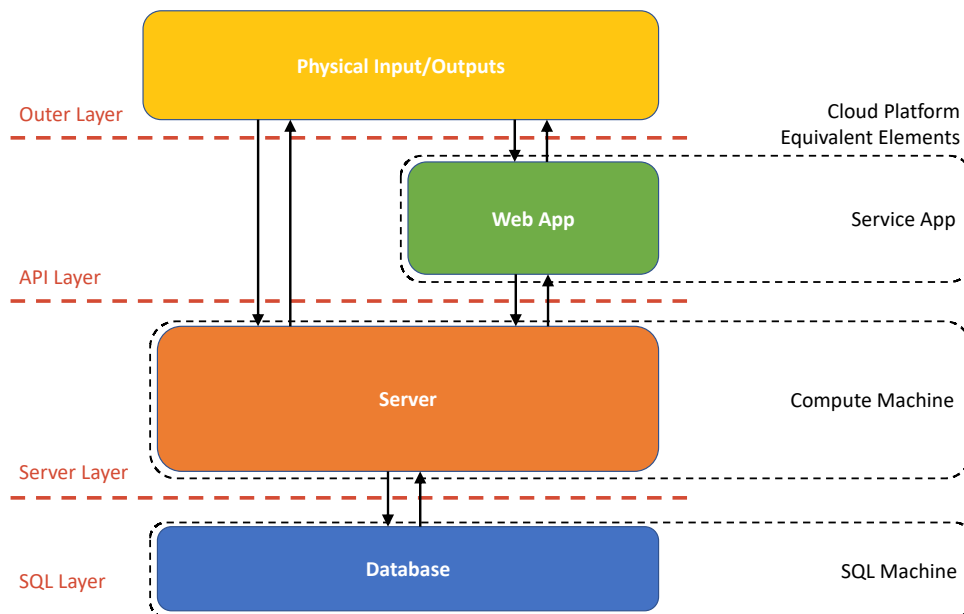 Physical Input/Outputs
Outer Layer
Cloud Platform
Equivalent Elements
Web App
Service App
API Layer
Server
Compute Machine
Server Layer
Database
SQL Machine
SQL Layer